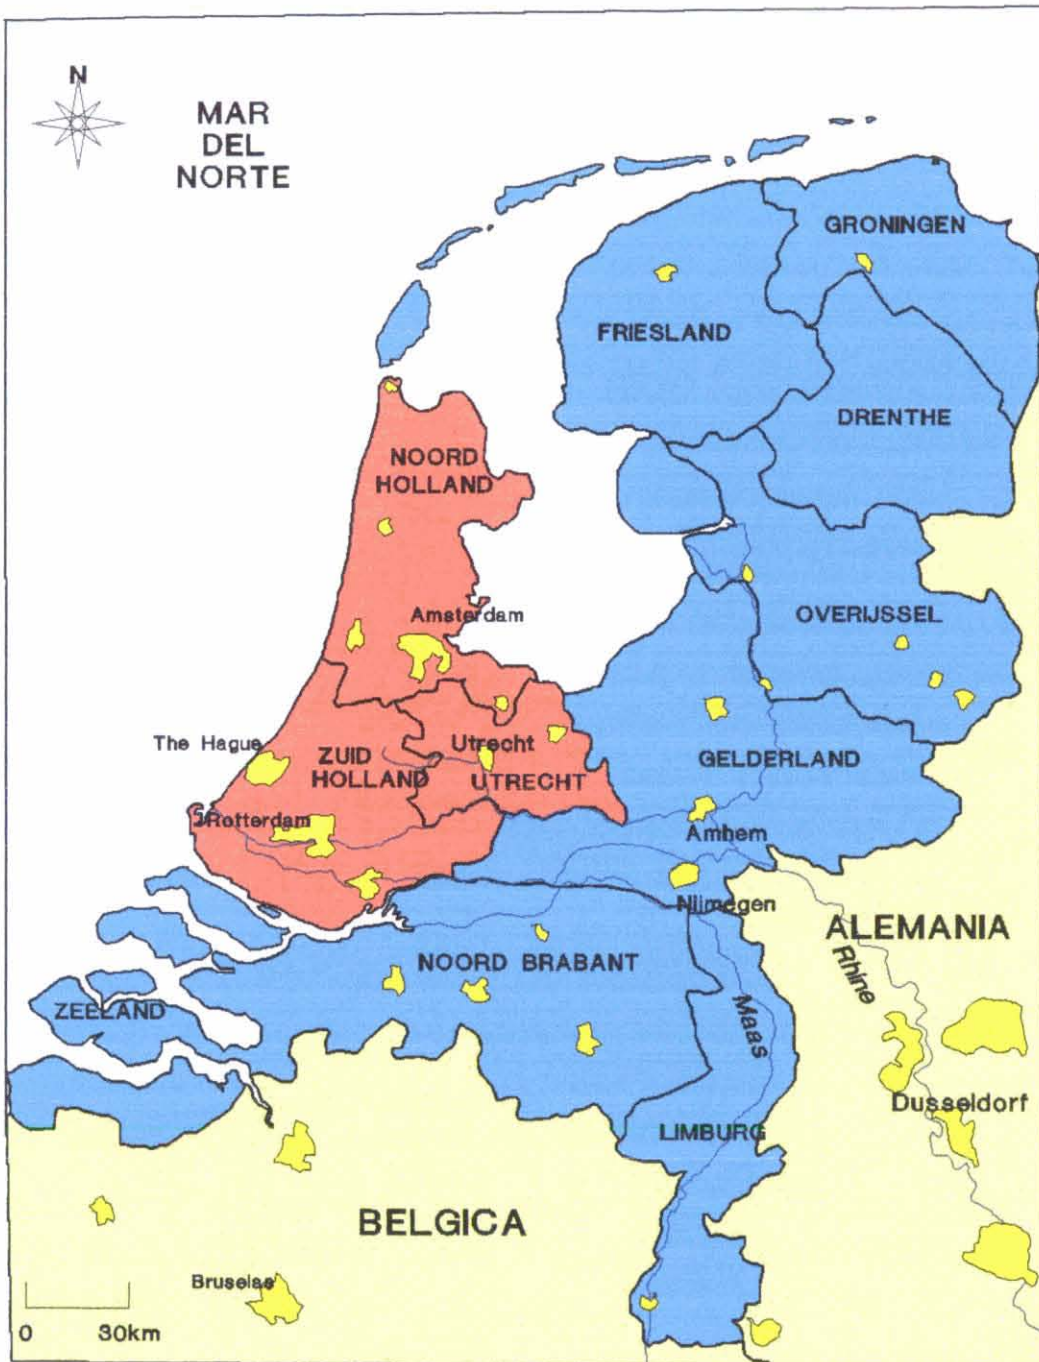 N
MAR
DEL
NORTE
GRONINGEN
FRIESLAND
DRENTHE
NOORD
HOLLAND
OVERIJSSEL
Amsterdam
The Hague
ZUID
HOLLAND
Utrecht
UTRECHT
GELDERLAND
Rotterdam
Arnhem
Nijmegen
ALEMANIA
Rhine
NOORD BRABANT
ZEELAND
Maas
Dusseldorf
LIMBURG
BELGICA
Bruselas
0 30km